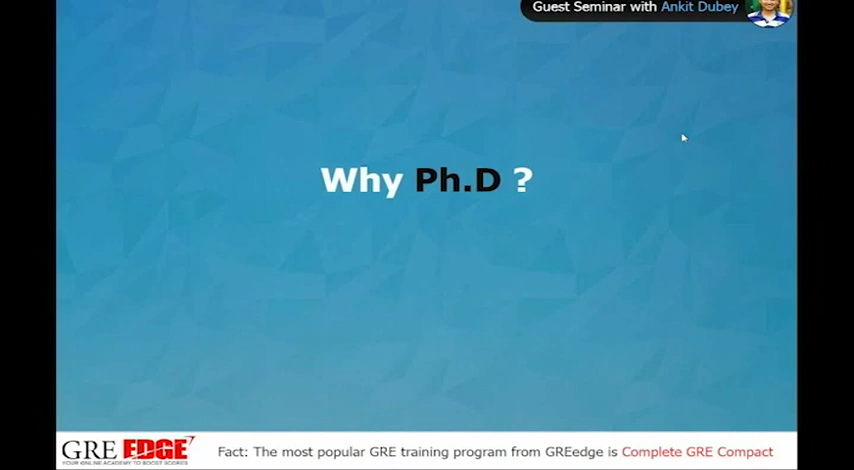 Guest Seminar with Ankit Dubey
Why Ph.D ?
GRE EDGE
YOUR ONLINE ACADEMY TO BOOST SCORES
Fact: The most popular GRE training program from GREedge is Complete GRE Compact